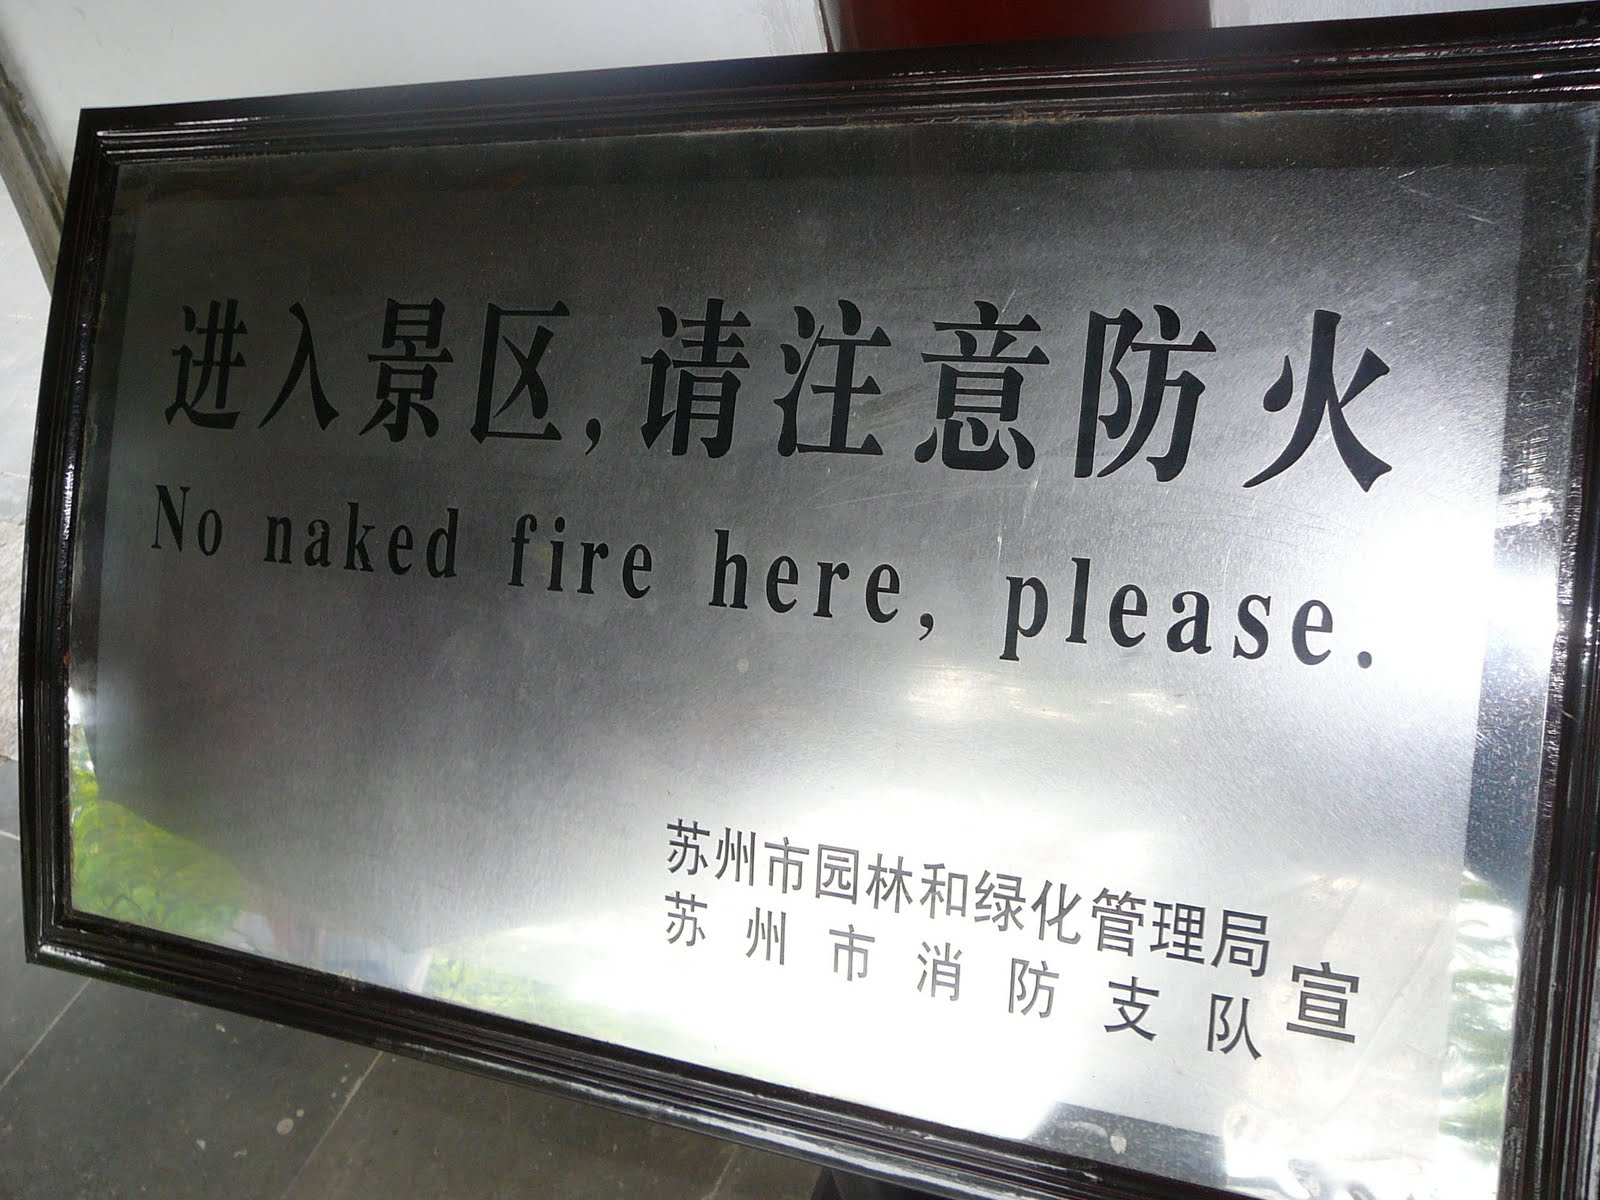 进入景区,请注意防火
No naked fire here, please.
苏州市园林和绿化管理局
苏州市消防支队
宣